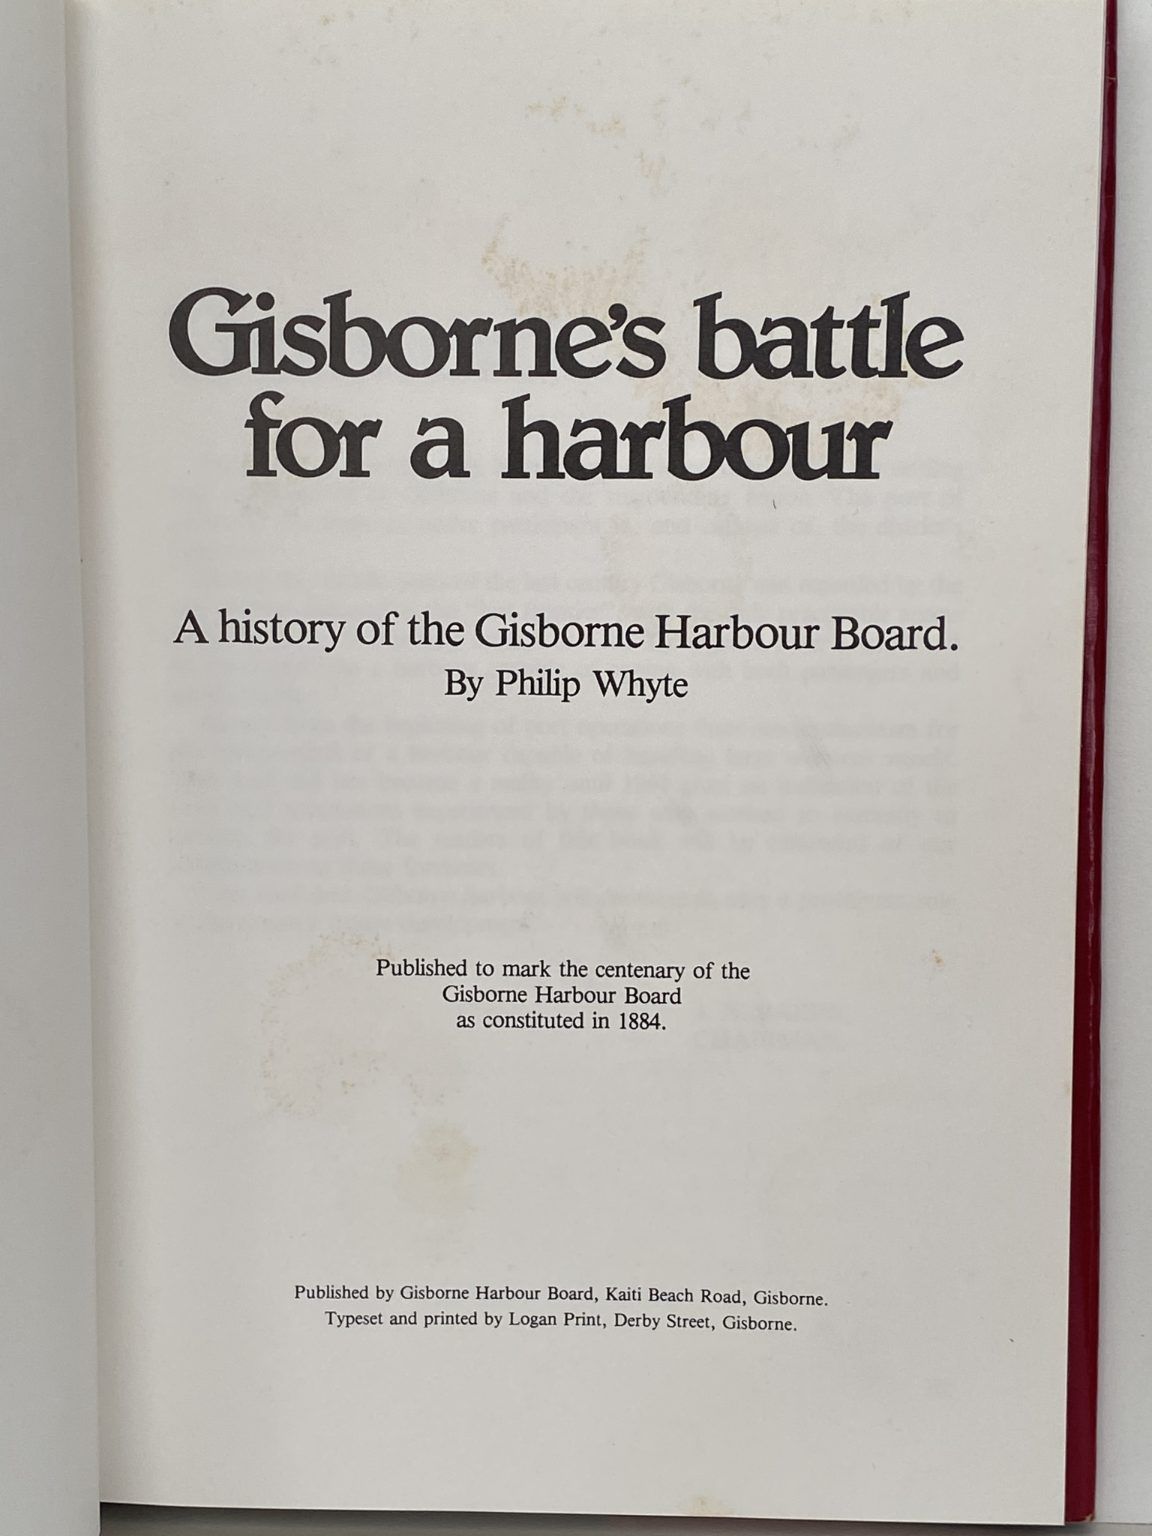 Gisborne's battle
for a harbour
A history of the Gisborne Harbour Board.
By Philip Whyte
Published to mark the centenary of the
Gisborne Harbour Board
as constituted in 1884.
Published by Gisborne Harbour Board, Kaiti Beach Road, Gisborne.
Typeset and printed by Logan Print, Derby Street, Gisborne.